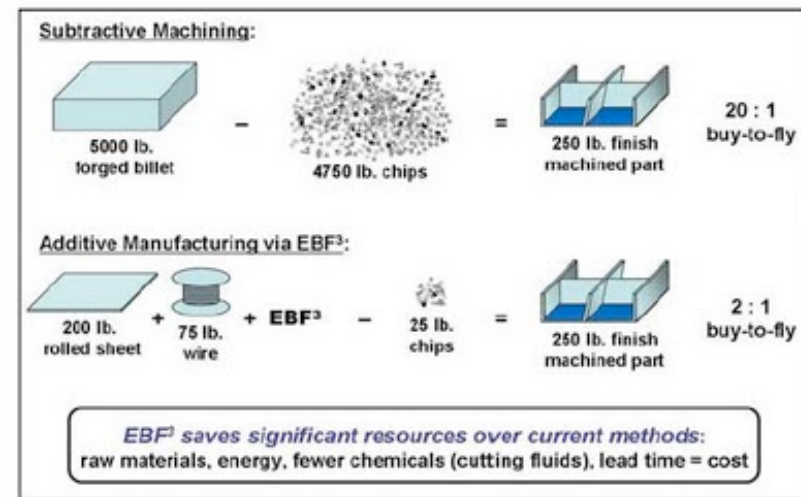 Subtractive Machining:
5000 lb.
forged billet
–
4750 lb. chips
=
250 lb. finish
machined part
20 : 1
buy-to-fly
Additive Manufacturing via EBF³:
200 lb.
rolled sheet
+
75 lb.
wire
+ EBF³
–
25 lb.
chips
=
250 lb. finish
machined part
2 : 1
buy-to-fly
EBF³ saves significant resources over current methods:
raw materials, energy, fewer chemicals (cutting fluids), lead time = cost